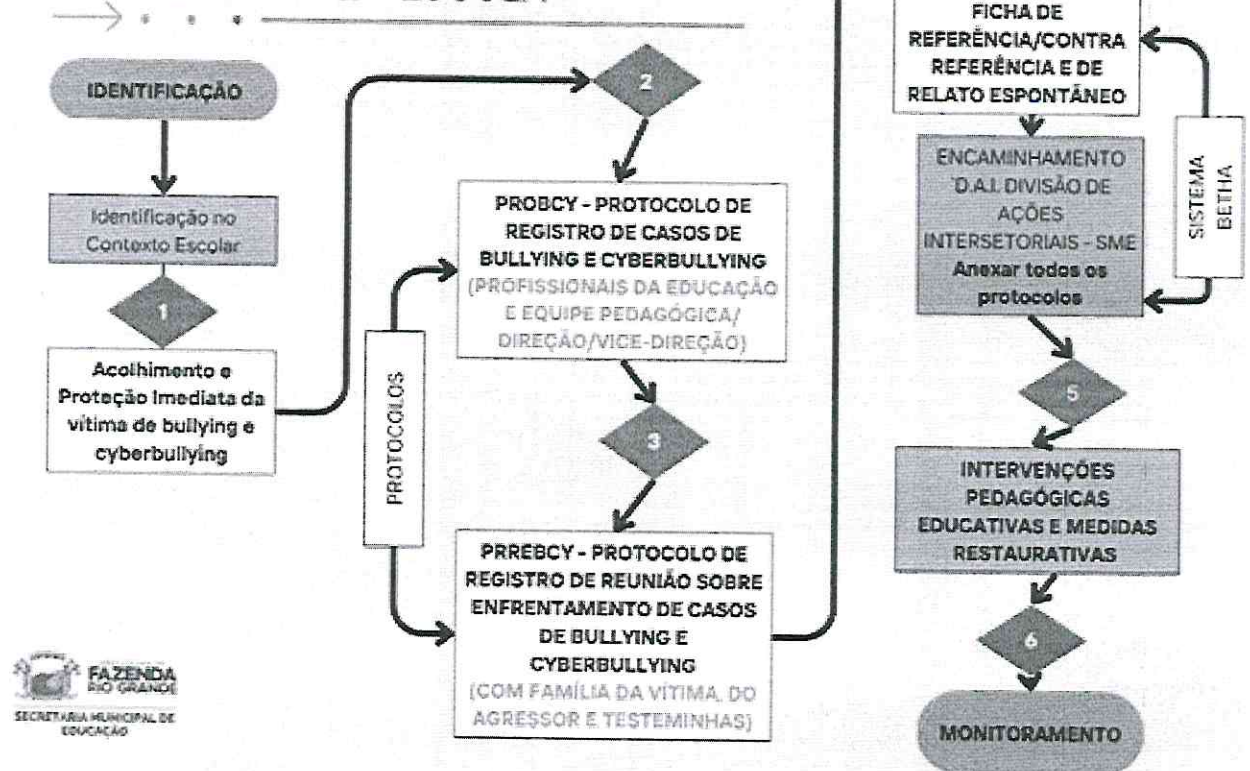 IDENTIFICAÇÃO
Identificação no
Contexto Escolar
1
Acolhimento e
Proteção Imediata da
vítima de bullying e
cyberbullying
2
PROBCY - PROTOCOLO DE
REGISTRO DE CASOS DE
BULLYING E CYBERBULLYING
(PROFISSIONAIS DA EDUCAÇÃO
E EQUIPE PEDAGÓGICA/
DIREÇÃO/VICE-DIREÇÃO)
PROTOCOLOS
3
PRREBCY - PROTOCOLO DE
REGISTRO DE REUNIÃO SOBRE
ENFRENTAMENTO DE CASOS
DE BULLYING E
CYBERBULLYING
(COM FAMÍLIA DA VÍTIMA, DO
AGRESSOR E TESTEMINHAS)
FICHA DE
REFERÊNCIA/CONTRA
REFERÊNCIA E DE
RELATO ESPONTÂNEO
ENCAMINHAMENTO
D.A.I. DIVISÃO DE
AÇÕES
INTERSETORIAIS - SME
Anexar todos os
protocolos
SISTEMA
BETHA
5
INTERVENÇÕES
PEDAGÓGICAS
EDUCATIVAS E MEDIDAS
RESTAURATIVAS
6
MONITORAMENTO
FAZENDA
RIO GRANDE
SECRETARIA MUNICIPAL DE
EDUCAÇÃO